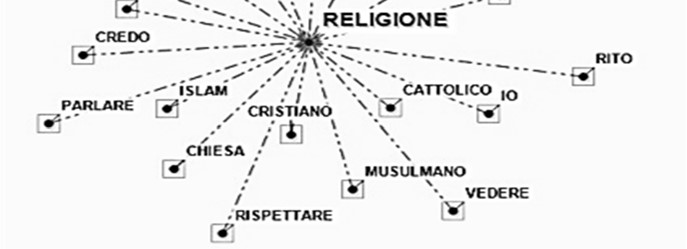 RELIGIONE
CREDO
RITO
ISLAM
CATTOLICO
IO
PARLARE
CRISTIANO
CHIESA
MUSULMANO
VEDERE
RISPETTARE